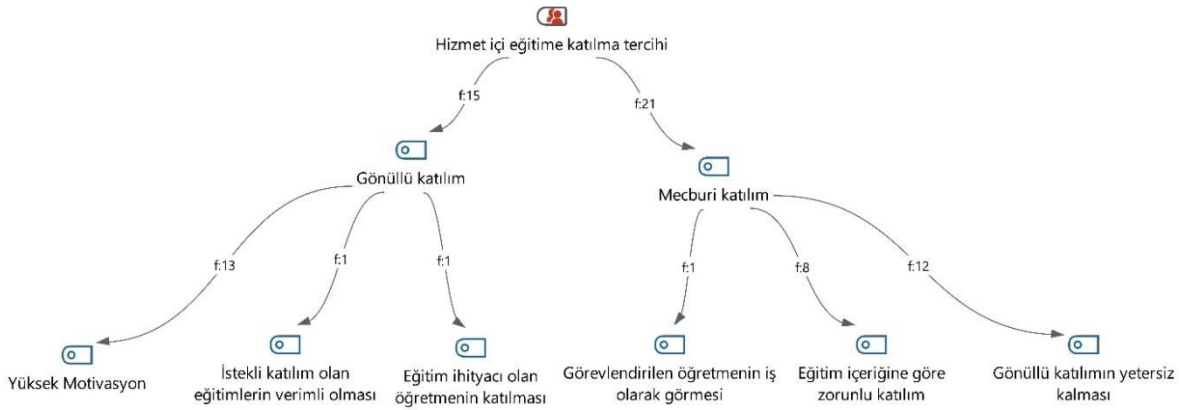 Hizmet içi eğitime katılma tercihi
f:15
f:21
Gönüllü katılım
Mecburi katılım
f:13
f:1
f:1
f:1
f:8
f:12
Yüksek Motivasyon
İstekli katılım olan
eğitimlerin verimli olması
Eğitim ihityacı olan
öğretmenin katılması
Görevlendirilen öğretmenin iş
olarak görmesi
Eğitim içeriğine göre
zorunlu katılım
Gönüllü katılımın yetersiz
kalması